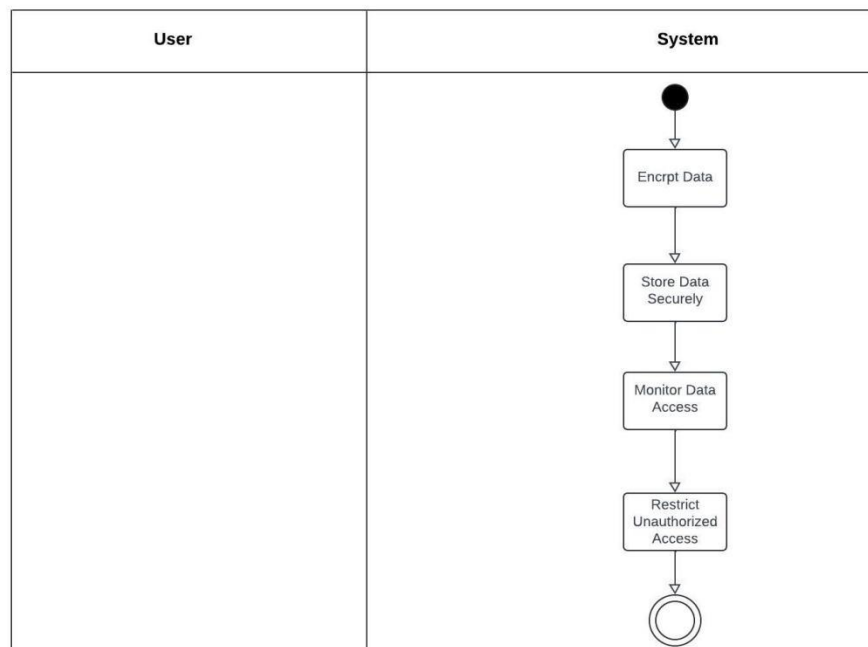 User
System
Encrpt Data
Store Data
Securely
Monitor Data
Access
Restrict
Unauthorized
Access